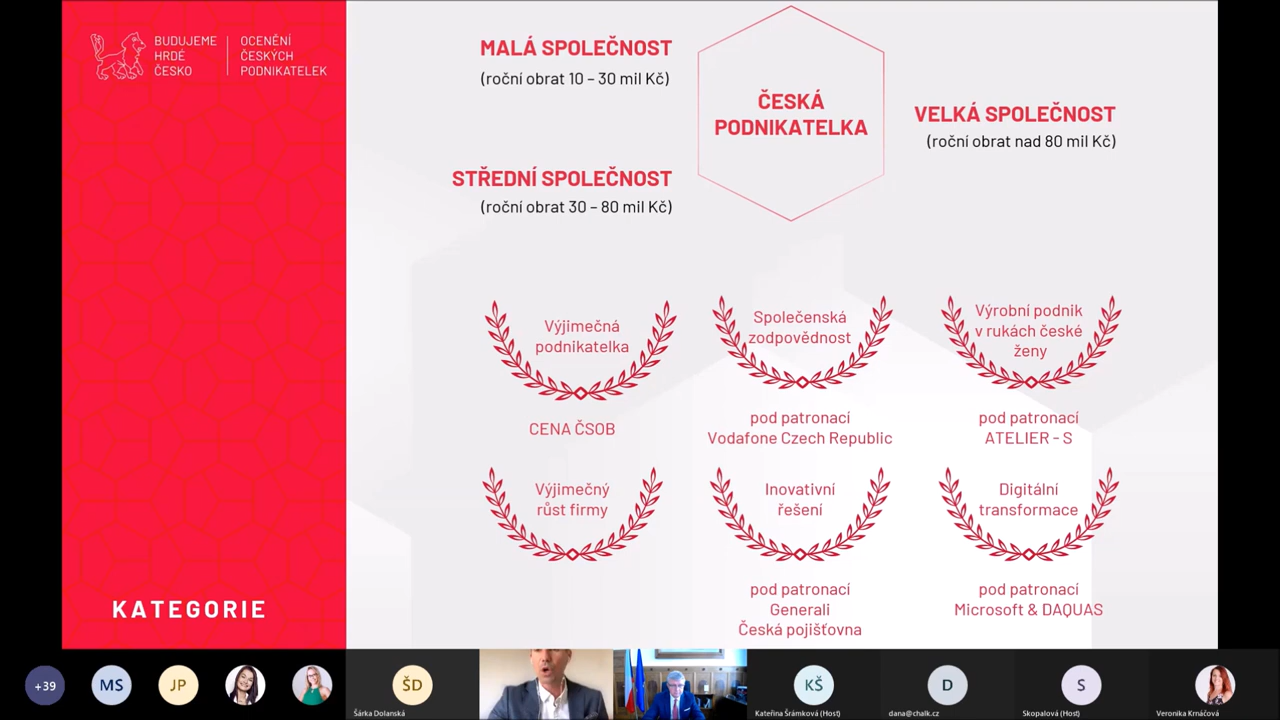 BUDUJEME
HRDÉ
ČESKO
OCENĚNÍ
ČESKÝCH
PODNIKATELEK
MALÁ SPOLEČNOST
(roční obrat 10 – 30 mil Kč)
ČESKÁ
PODNIKATELKA
VELKÁ SPOLEČNOST
(roční obrat nad 80 mil Kč)
STŘEDNÍ SPOLEČNOST
(roční obrat 30 – 80 mil Kč)
Výjimečná
podnikatelka
CENA ČSOB
Společenská
zodpovědnost
pod patronací
Vodafone Czech Republic
Výrobní podnik
v rukách české
ženy
pod patronací
ATELIER - S
Výjimečný
růst firmy
Inovativní
řešení
pod patronací
Generali
Česká pojišťovna
Digitální
transformace
pod patronací
Microsoft & DAQUAS
KATEGORIE
+39
MS
JP
ŠD
Šárka Dolanská
KŠ
Kateřina Šrámková (Host)
D
dana@chalk.cz
S
Skopalová (Host)
Veronika Krnáčová